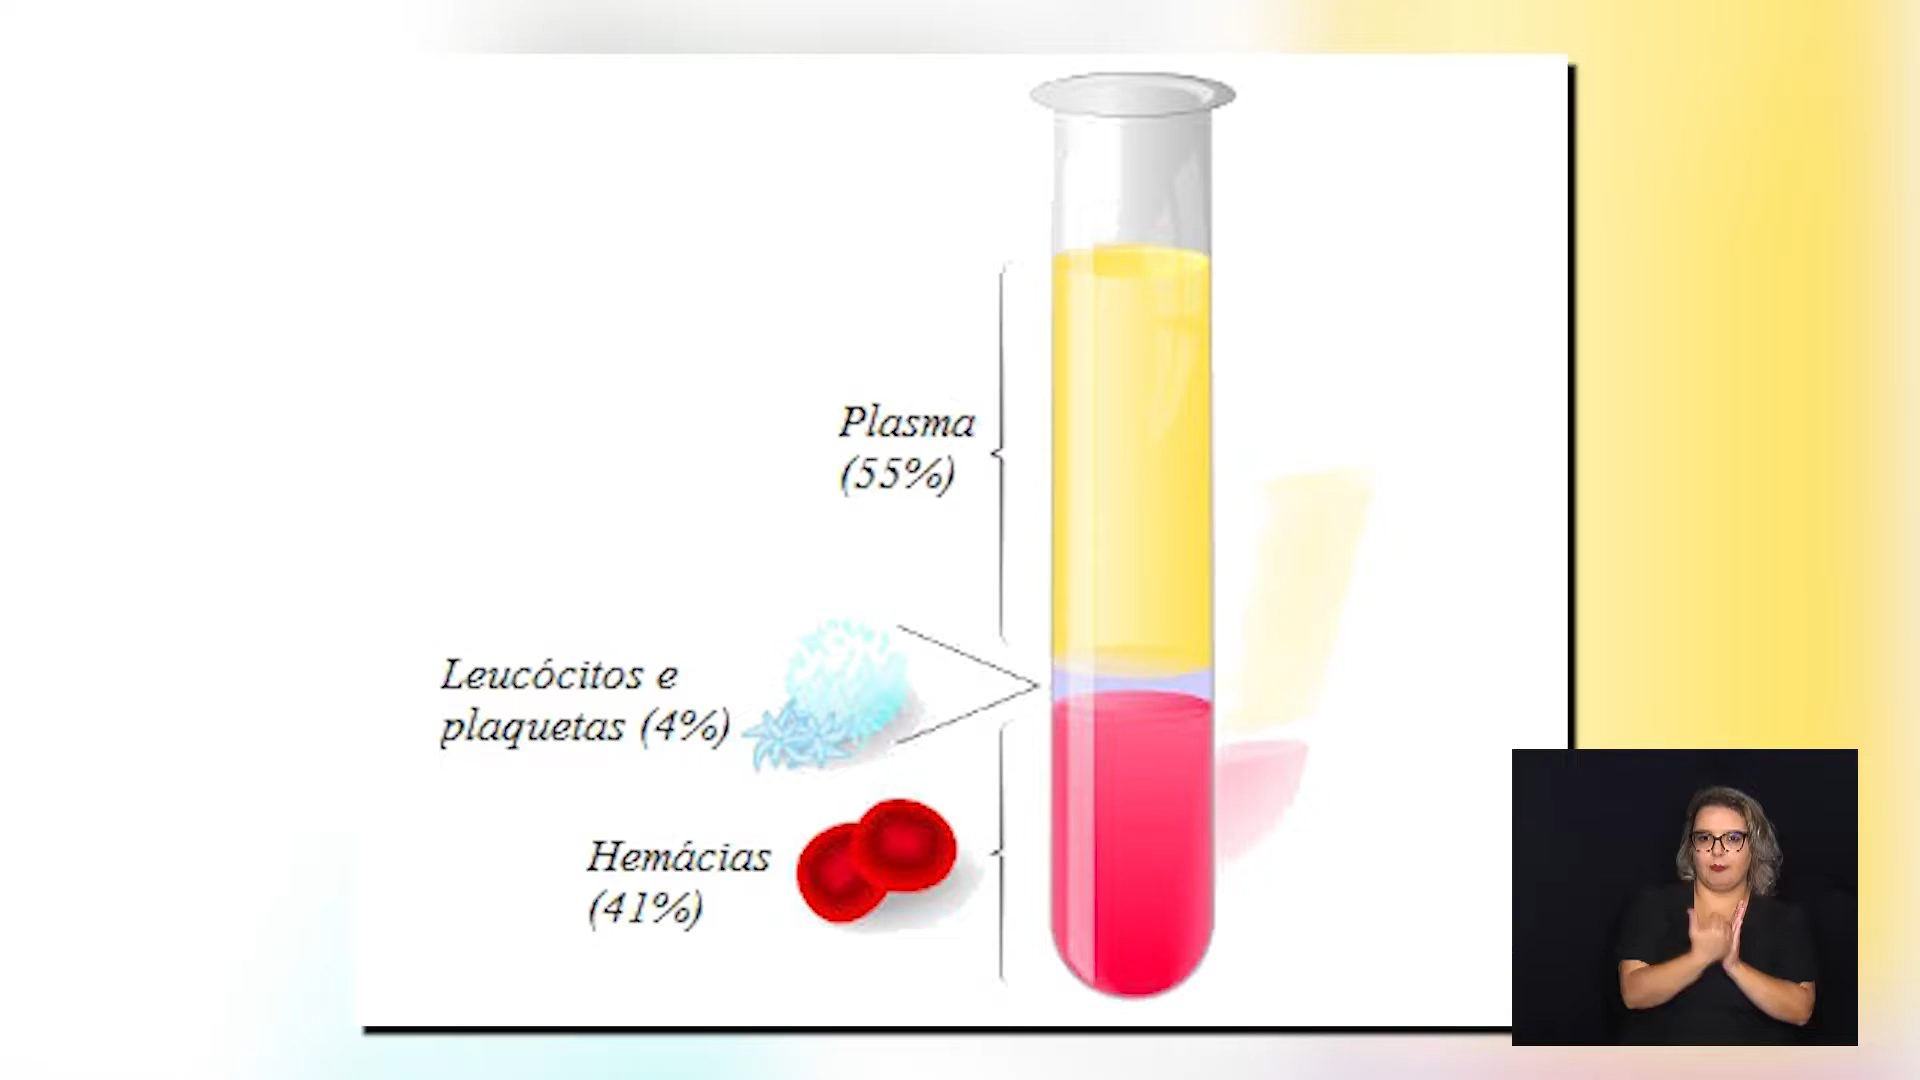 Plasma
(55%)
Leucócitos e
plaquetas (4%)
Hemácias
(41%)